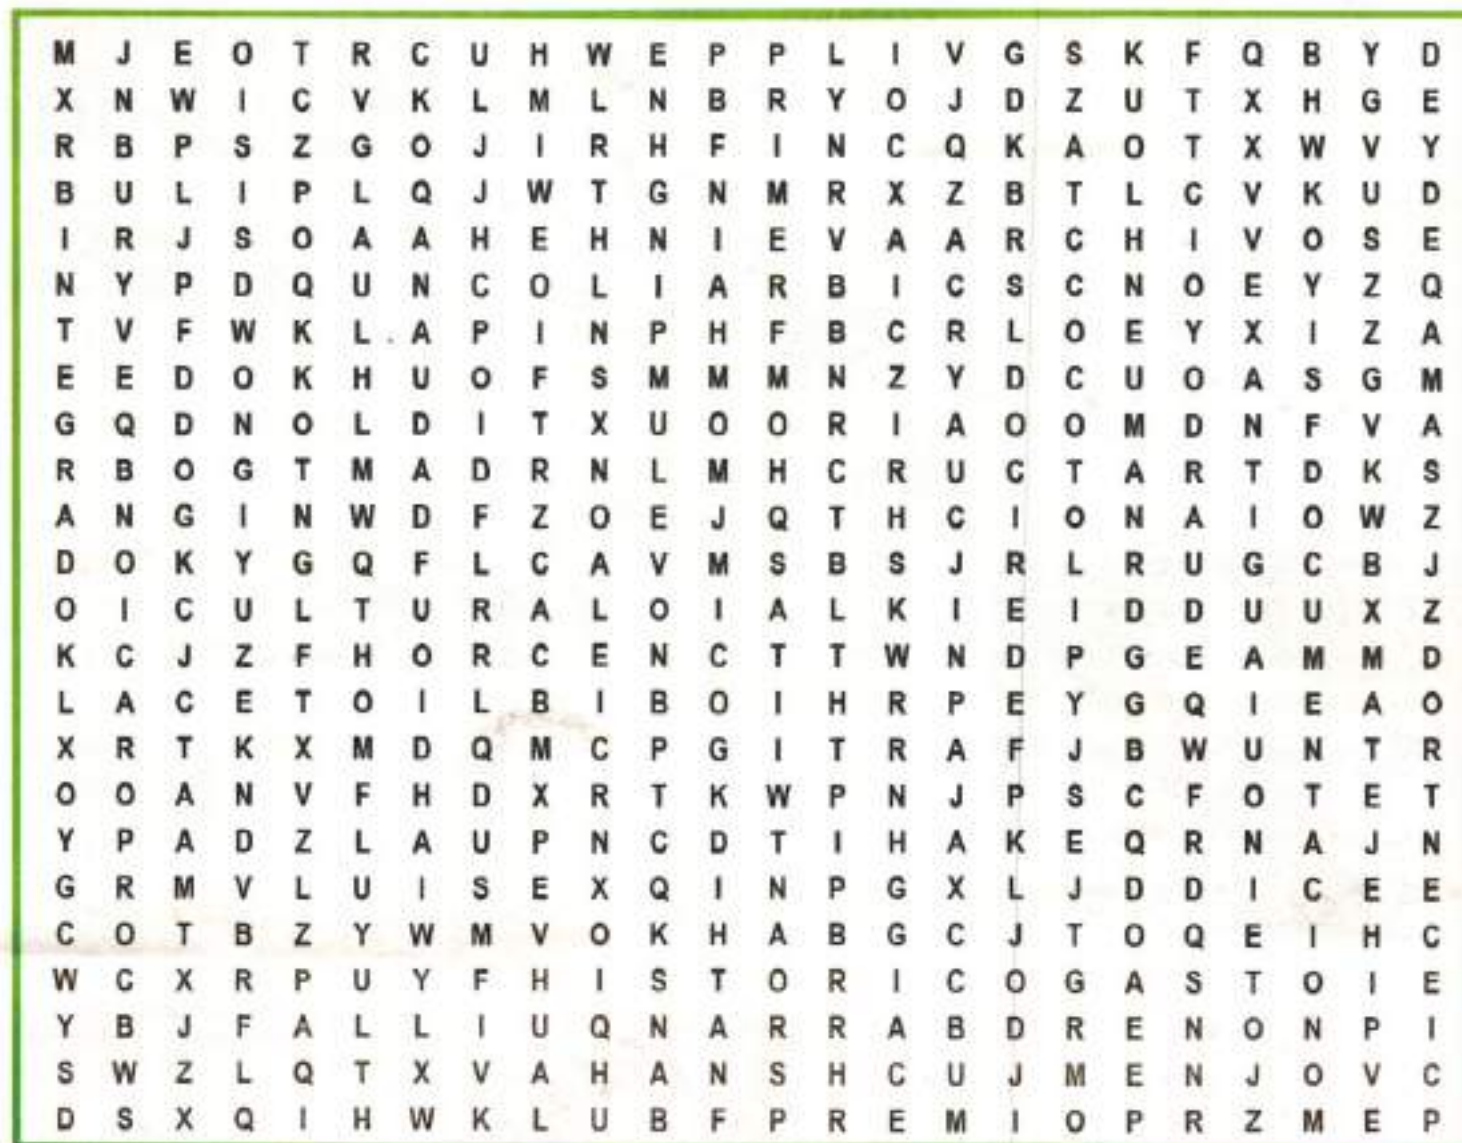 M J E O T R C U H W E P P L I V G S K F Q B Y D
X N W I C V K L M L N B R Y O J D Z U T X H G E
R B P S Z G O J I R H F I N C Q K A O T X W V Y
B U L I P L Q J W T G N M R X Z B T L C V K U D
I R J S O A A H E H N I E V A A R C H I V O S E
N Y P D Q U N C O L I A R B I C S C N O E Y Z Q
T V F W K L A P I N P H F B C R L O E Y X I Z A
E E D O K H U O F S M M M N Z Y D C U O A S G M
G Q D N O L D I T X U O O R I A O O M D N F V A
R B O G T M A D R N L M H C R U C T A R T D K S
A N G I N W D F Z O E J Q T H C I O N A I O W Z
D O K Y G Q F L C A V M S B S J R L R U G C B J
O I C U L T U R A L O I A L K I E I D D U U X Z
K C J Z F H O R C E N C T T W N D P G E A M M D
L A C E T O I L B I B O I H R P E Y G Q I E A O
X R T K X M D Q M C P G I T R A F J B W U N T R
O O A N V F H D X R T K W P N J P S C F O T E T
Y P A D Z L A U P N C D T I H A K E Q R N A J N
G R M V L U I S E X Q I N P G X L J D D I C E E
C O T B Z Y W M V O K H A B G C J T O Q E I H C
W C X R P U Y F H I S T O R I C O G A S T O I E
Y B J F A L L I U Q N A R R A B D R E N O N P I
S W Z L Q T X V A H A N S H C U J M E N J O V C
D S X Q I H W K L U B F P R E M I O P R Z M E P